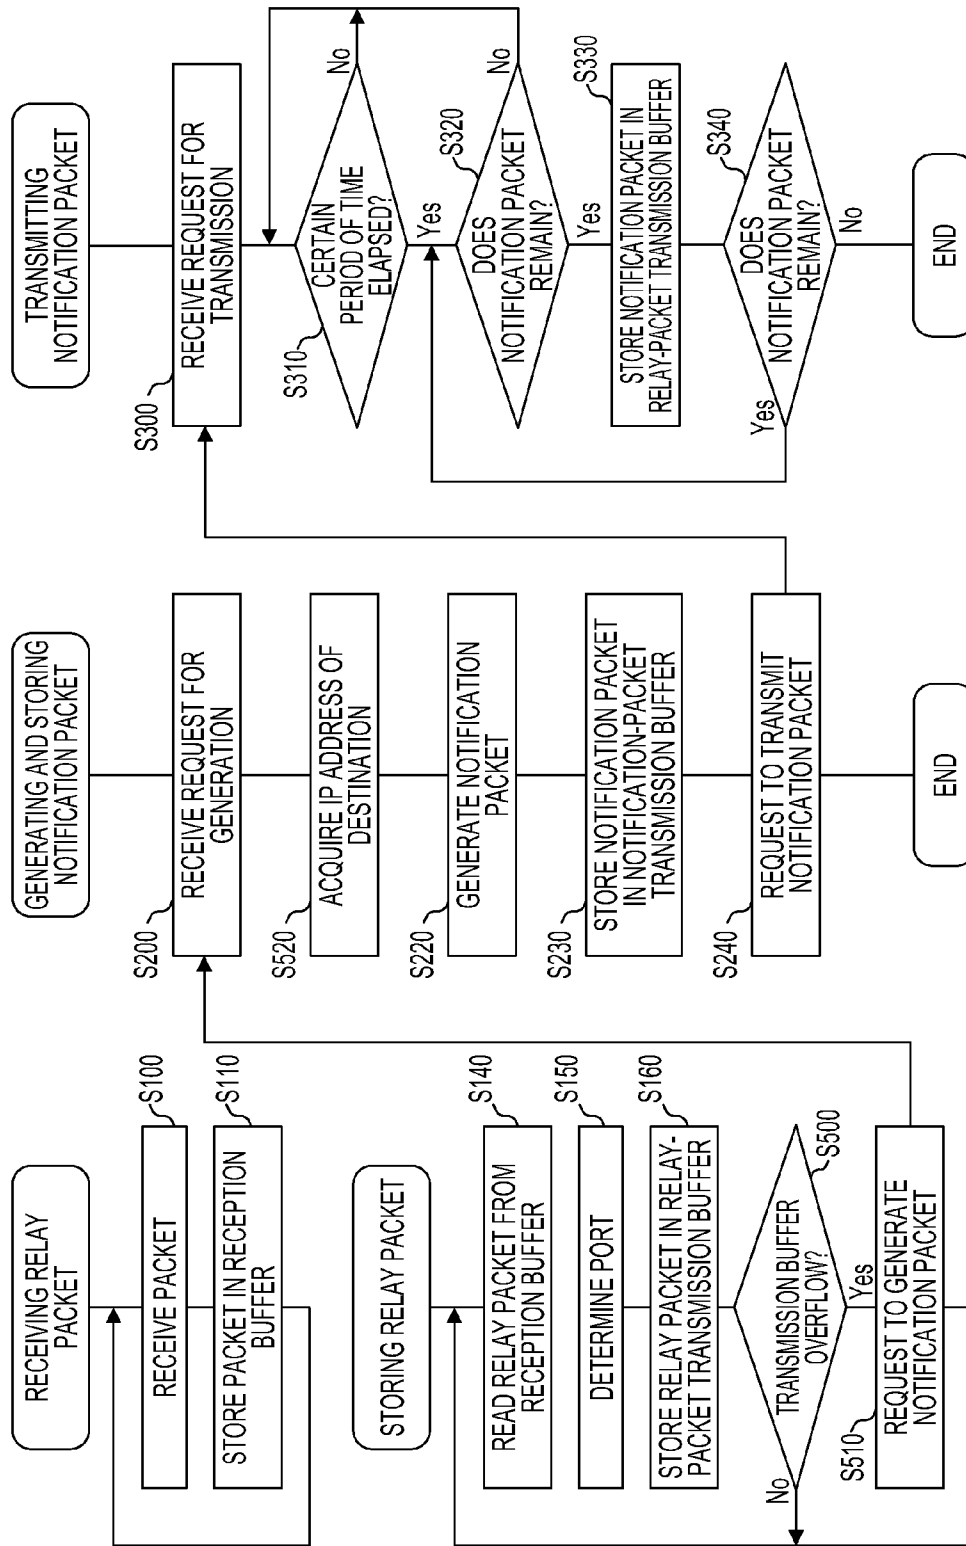 RECEIVING RELAY
PACKET
RECEIVE PACKET
S100
STORE PACKET IN RECEPTION
BUFFER
S110
STORING RELAY PACKET
READ RELAY PACKET FROM
RECEPTION BUFFER
S140
DETERMINE PORT
S150
STORE RELAY PACKET IN RELAY-
PACKET TRANSMISSION BUFFER
S160
TRANSMISSION BUFFER
OVERFLOW?
S500
No
Yes
S510
REQUEST TO GENERATE
NOTIFICATION PACKET
GENERATING AND STORING
NOTIFICATION PACKET
S200
RECEIVE REQUEST FOR
GENERATION
S520
ACQUIRE IP ADDRESS OF
DESTINATION
S220
GENERATE NOTIFICATION
PACKET
S230
STORE NOTIFICATION PACKET
IN NOTIFICATION-PACKET
TRANSMISSION BUFFER
S240
REQUEST TO TRANSMIT
NOTIFICATION PACKET
END
TRANSMITTING
NOTIFICATION PACKET
S300
RECEIVE REQUEST FOR
TRANSMISSION
S310
CERTAIN
PERIOD OF TIME
ELAPSED?
No
Yes
S320
DOES
NOTIFICATION PACKET
REMAIN?
No
Yes
S330
STORE NOTIFICATION PACKET IN
RELAY-PACKET TRANSMISSION BUFFER
S340
DOES
NOTIFICATION PACKET
REMAIN?
Yes
No
END